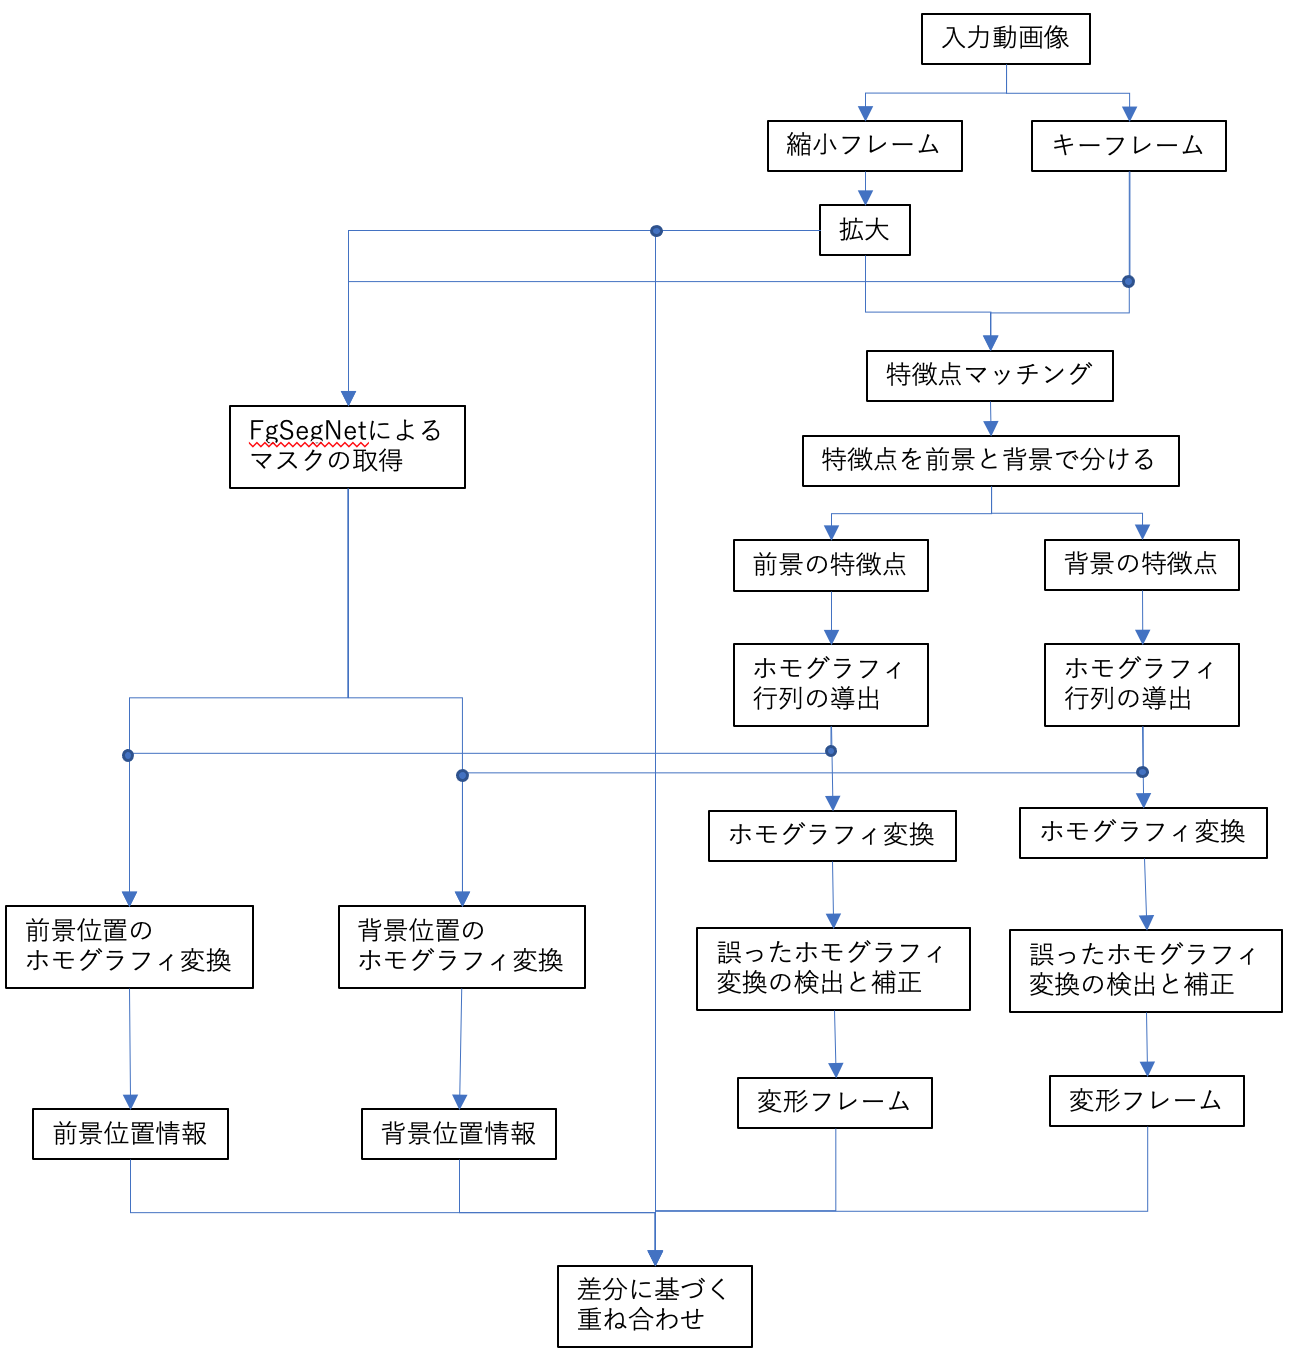 入力動画像
縮小フレーム
キーフレーム
拡大
特徴点マッチング
FgSegNetによる
マスクの取得
特徴点を前景と背景で分ける
前景の特徴点
背景の特徴点
ホモグラフィ
行列の導出
ホモグラフィ
行列の導出
ホモグラフィ変換
ホモグラフィ変換
前景位置の
ホモグラフィ変換
背景位置の
ホモグラフィ変換
誤ったホモグラフィ
変換の検出と補正
誤ったホモグラフィ
変換の検出と補正
変形フレーム
変形フレーム
前景位置情報
背景位置情報
差分に基づく
重ね合わせ